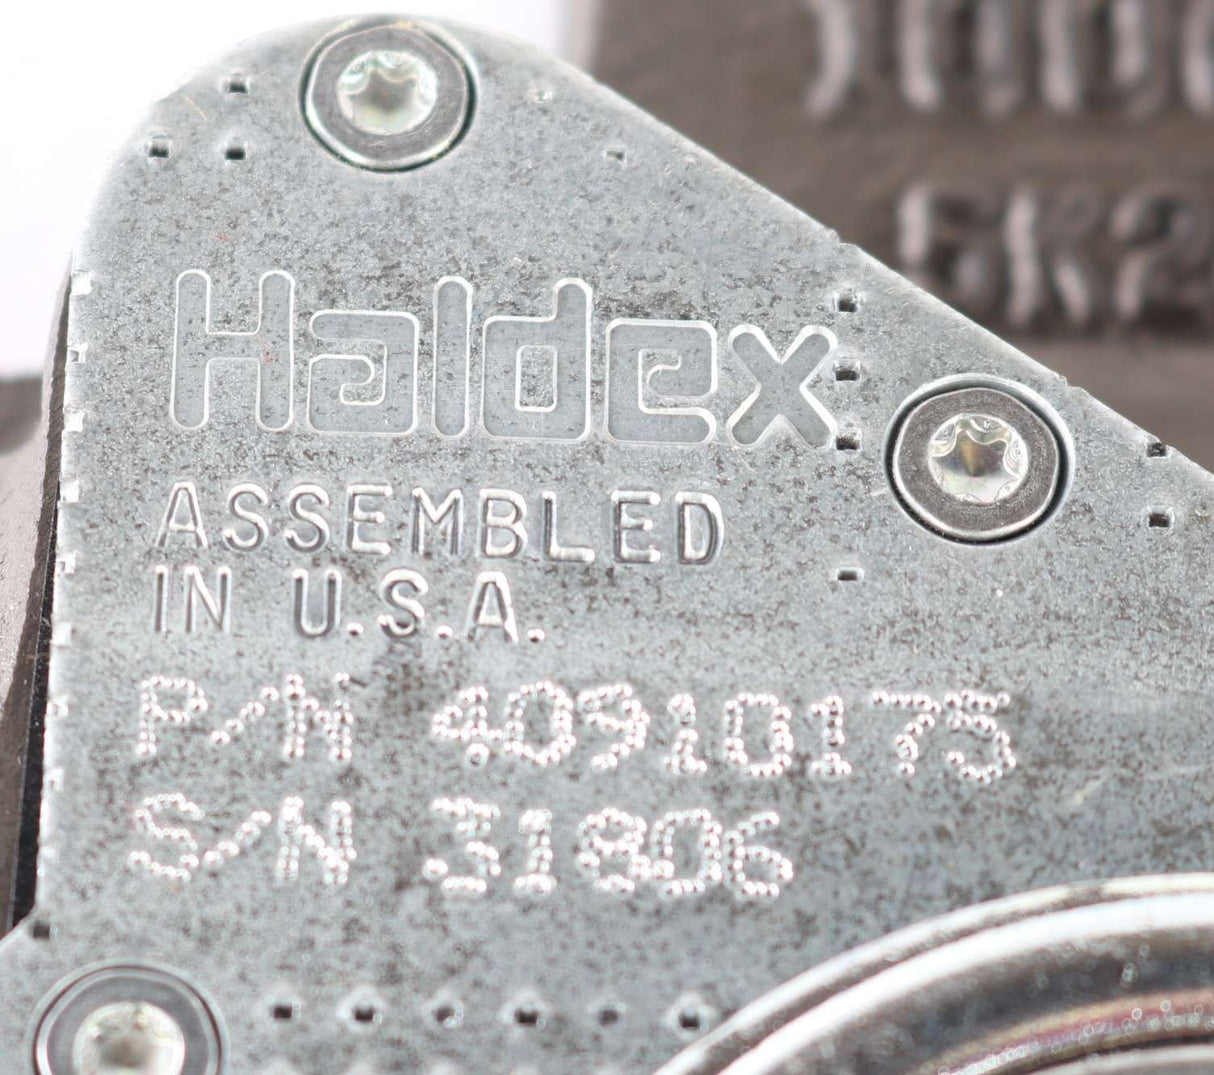 Haldex
ASSEMBLED
IN U.S.A.
P/N 40910175
S/N 31806